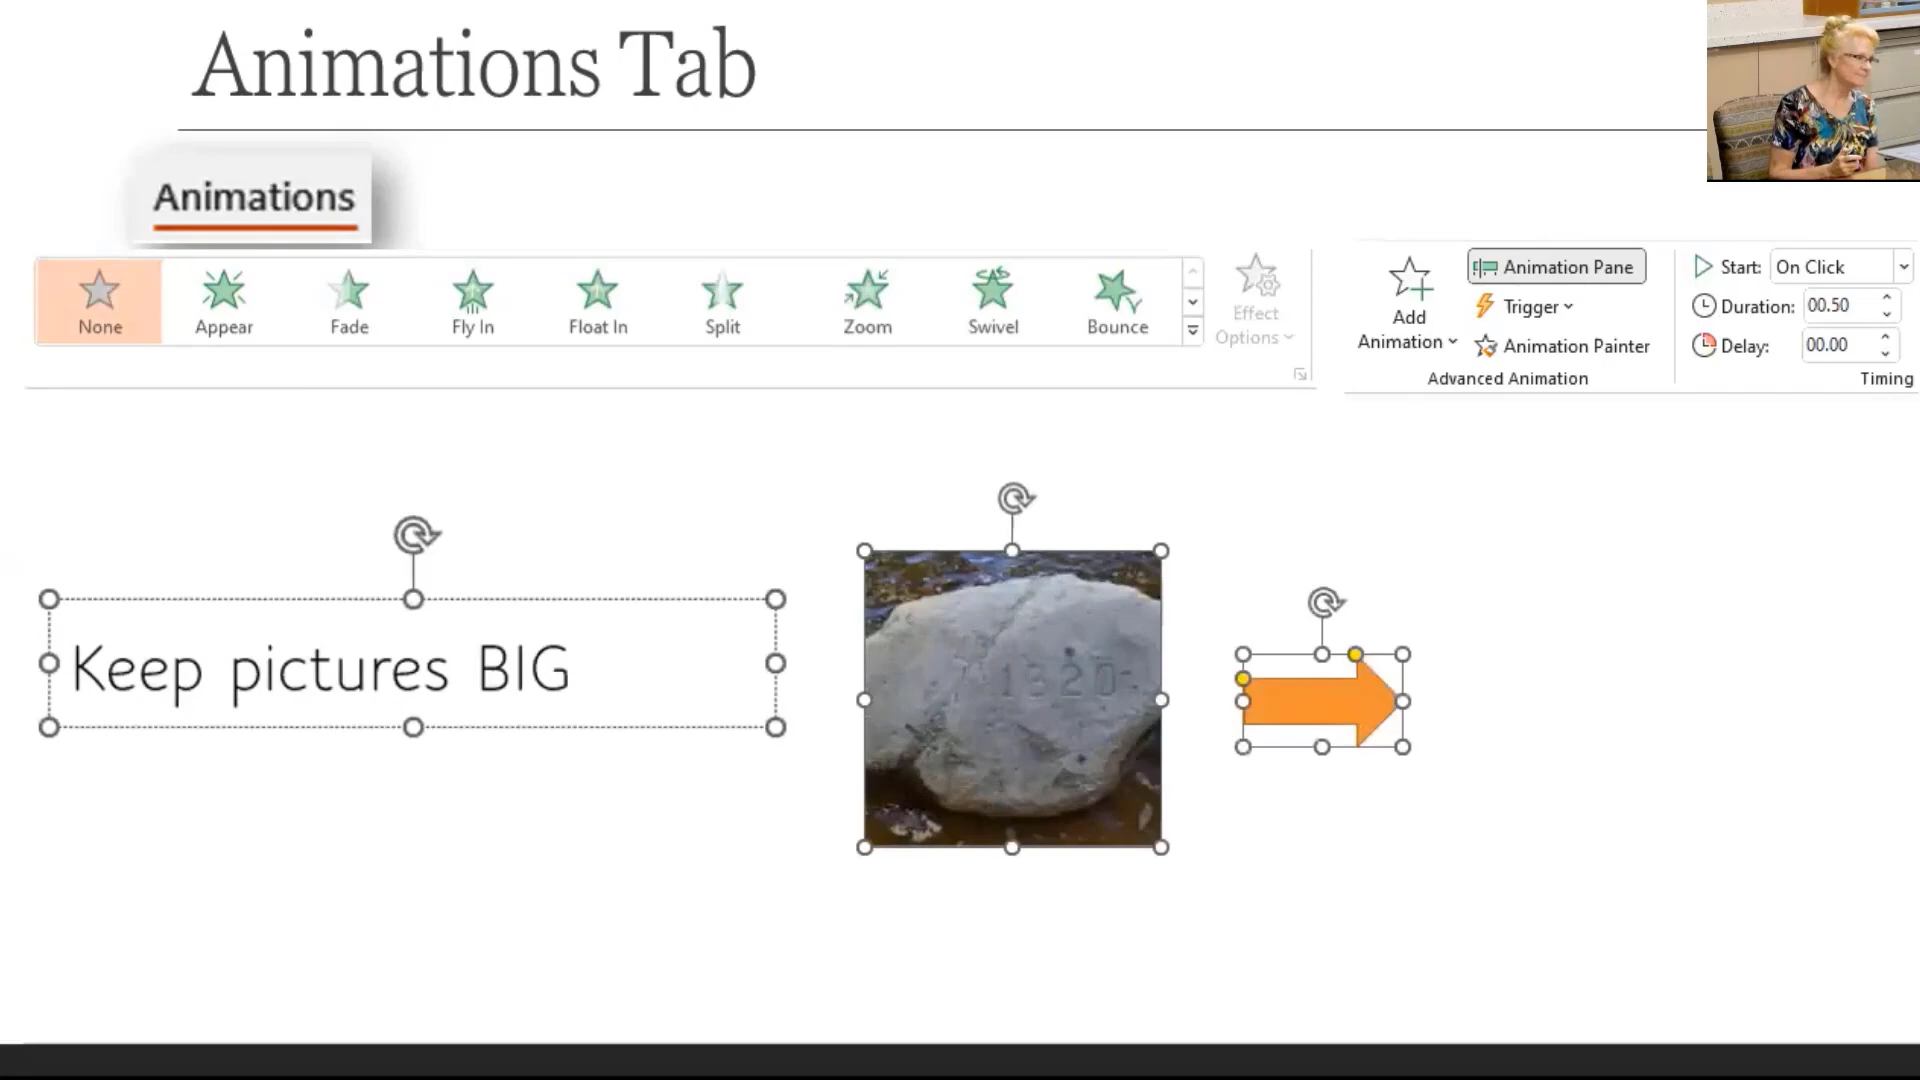 Animations Tab
Animations
None Appear Fade Fly In Float In Split Zoom Swivel Bounce
Effect
Options
Add
Animation
Animation Pane
Trigger
Animation Painter
Advanced Animation
Start: On Click
Duration: 00.50
Delay: 00.00
Timing
Keep pictures BIG
1320